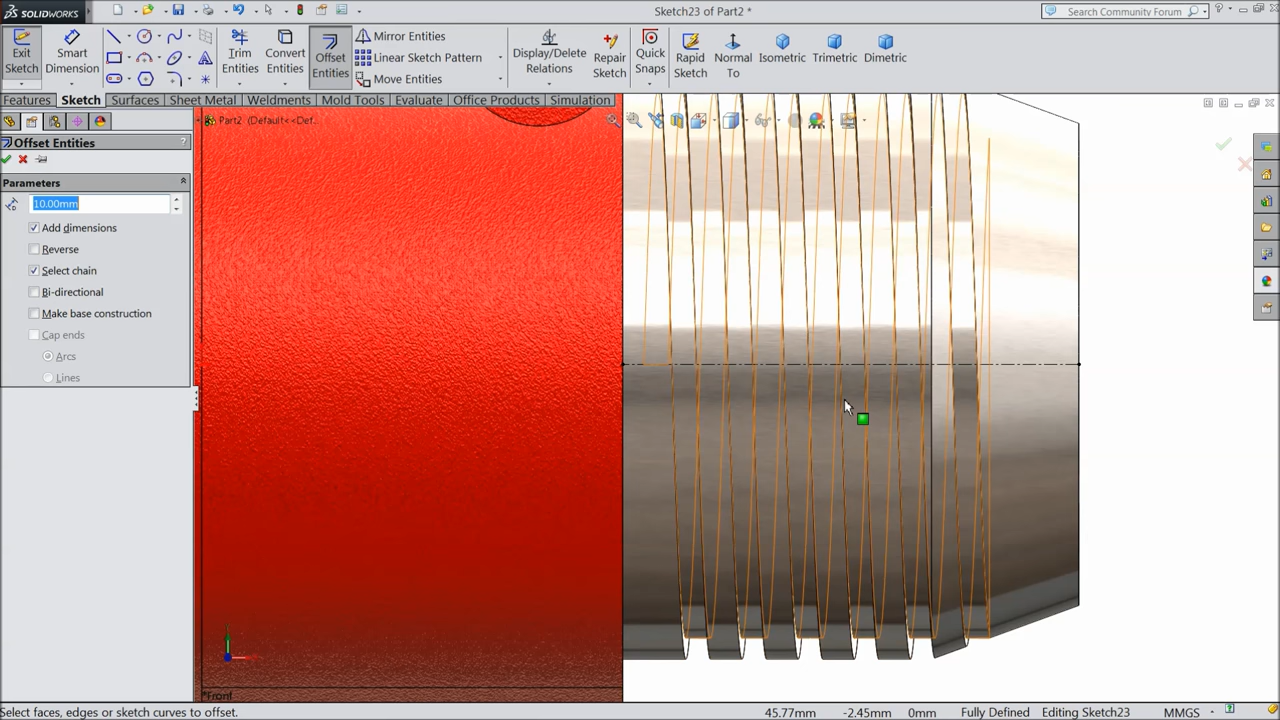 SOLIDWORKS
Sketch23 of Part2 *
Search Community Forum
Exit Sketch
Smart Dimension
Trim Entities
Convert Entities
Offset Entities
Mirror Entities
Linear Sketch Pattern
Move Entities
Display/Delete Relations
Repair Sketch
Quick Snaps
Rapid Sketch
Normal To
Isometric
Trimetric
Dimetric
Features
Sketch
Surfaces
Sheet Metal
Weldments
Mold Tools
Evaluate
Office Products
Simulation
Part2 (Default<<Def...
Offset Entities
?
Parameters
10.00mm
Add dimensions
Reverse
Select chain
Bi-directional
Make base construction
Cap ends
Arcs
Lines
*Front
Select faces, edges or sketch curves to offset.
45.77mm
-2.45mm
0mm
Fully Defined
Editing Sketch23
MMGS